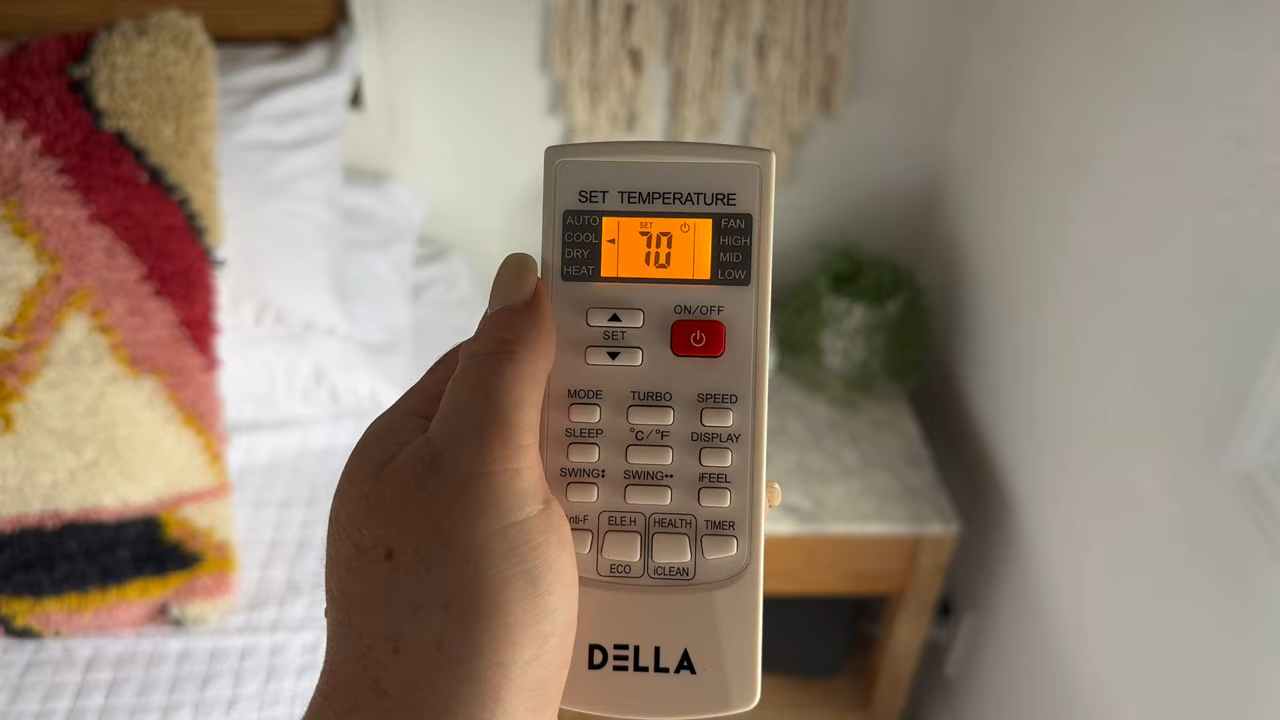 SET TEMPERATURE
AUTO
COOL
DRY
HEAT
SET
70
FAN
HIGH
MID
LOW
ON/OFF
SET
MODE TURBO SPEED
SLEEP °C/°F DISPLAY
SWING↕ SWING↔ iFEEL
nti-F ELE.H HEALTH TIMER
ECO iCLEAN
DELLA